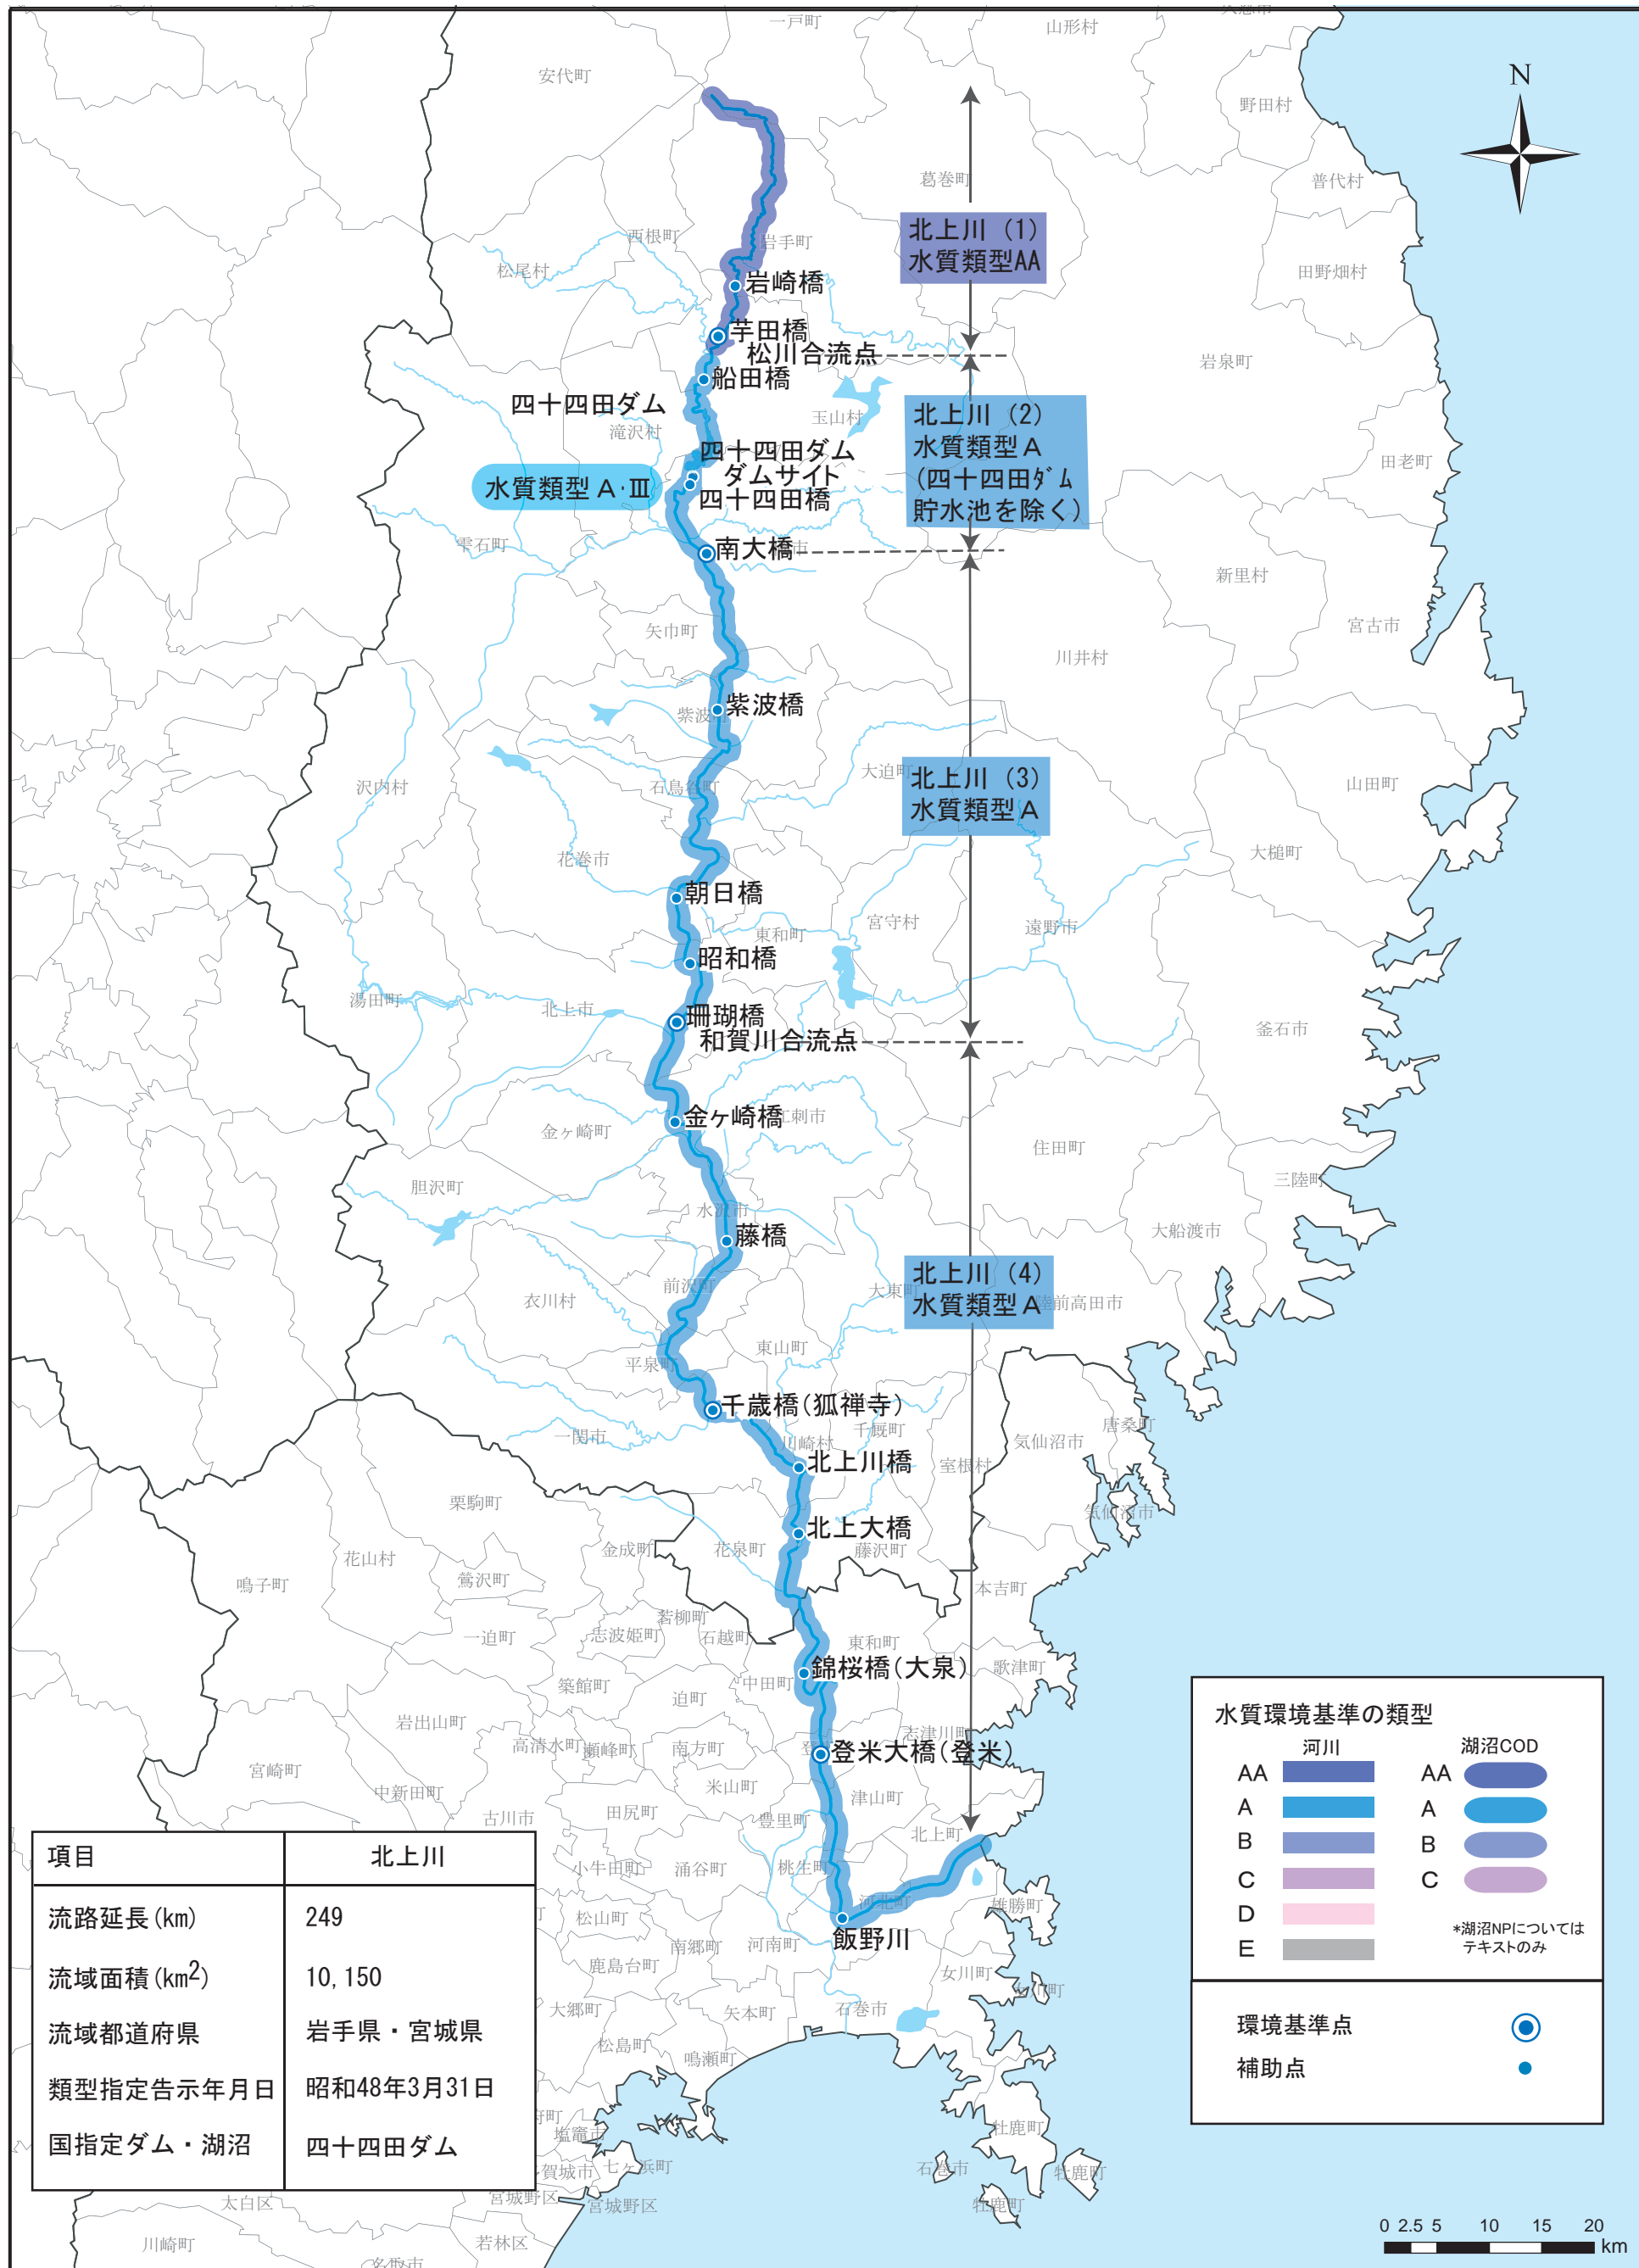 一戸町
山形村
安代町
野田村
N
普代村
葛巻町
西根町
岩手町
松尾村
田野畑村
北上川（1）
水質類型AA
岩崎橋
芋田橋
松川合流点
船田橋
岩泉町
四十四田ダム
滝沢村
玉山村
北上川（2）
水質類型A
(四十四田ダム
貯水池を除く)
田老町
四十四田ダム
ダムサイト
四十四田橋
水質類型A・Ⅲ
雫石町
南大橋
市
新里村
宮古市
矢巾町
川井村
紫波橋
紫波町
石鳥谷町
大迫町
北上川（3）
水質類型A
沢内村
山田町
花巻市
大槌町
朝日橋
東和町
宮守村
遠野市
昭和橋
湯田町
北上市
珊瑚橋
和賀川合流点
釜石市
金ヶ崎橋
金ヶ崎町
江刺市
住田町
胆沢町
三陸町
水沢市
藤橋
大船渡市
前沢町
衣川村
大東町
北上川（4）
水質類型A
陸前高田市
平泉町
東山町
千歳橋(狐禅寺)
一関市
川崎村
千厩町
室根村
気仙沼市
唐桑町
北上川橋
栗駒町
気仙沼市
北上大橋
金成町
花泉町
藤沢町
花山村
鳴子町
鶯沢町
本吉町
若柳町
一迫町
志波姫町
石越町
東和町
錦桜橋(大泉)
歌津町
築館町
迫町
中田町
岩出山町
高清水町
瀬峰町
南方町
登米大橋(登米)
志津川町
宮崎町
中新田町
米山町
古川市
田尻町
豊里町
津山町
北上町
小牛田町
涌谷町
桃生町
河北町
雄勝町
松山町
飯野川
南郷町
河南町
鹿島台町
女川町
女川町
大郷町
矢本町
石巻市
松島町
鳴瀬町
塩竈市
牡鹿町
七ヶ浜町
石巻市
牡鹿町
牡鹿町
太白区
宮城野区
宮城野区
川崎町
若林区
名取市
項目 北上川
流路延長(km) 249
流域面積(km2) 10,150
流域都道府県 岩手県・宮城県
類型指定告示年月日 昭和48年3月31日
国指定ダム・湖沼 四十四田ダム
水質環境基準の類型
河川 湖沼COD
AA AA
A A
B B
C C
D
E
*湖沼NPについては
テキストのみ
環境基準点
補助点
0 2.5 5 10 15 20
km